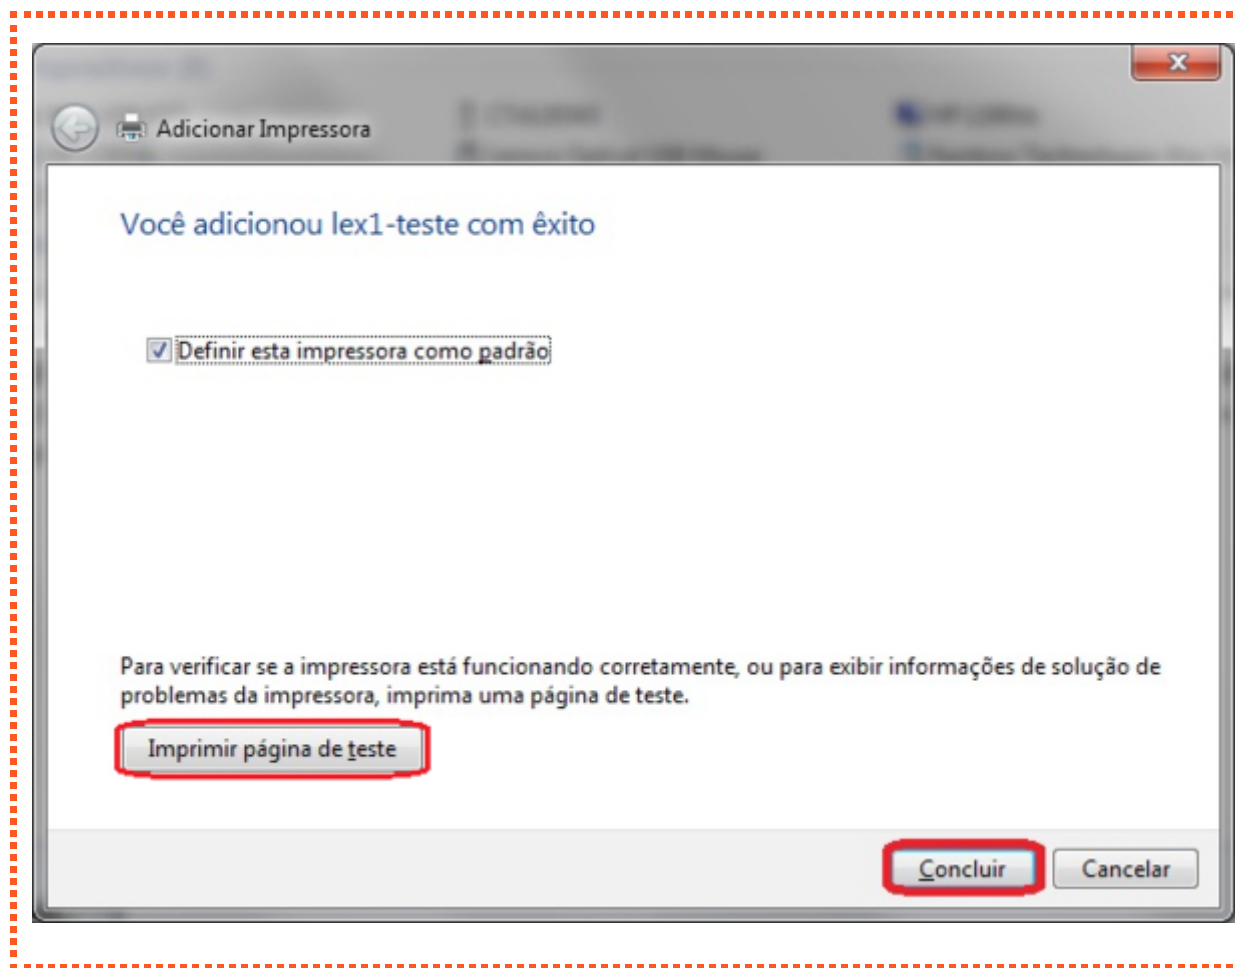 Adicionar Impressora
Você adicionou lex1-teste com êxito
Definir esta impressora como padrão
Para verificar se a impressora está funcionando corretamente, ou para exibir informações de solução de
problemas da impressora, imprima uma página de teste.
Imprimir página de teste
Concluir
Cancelar